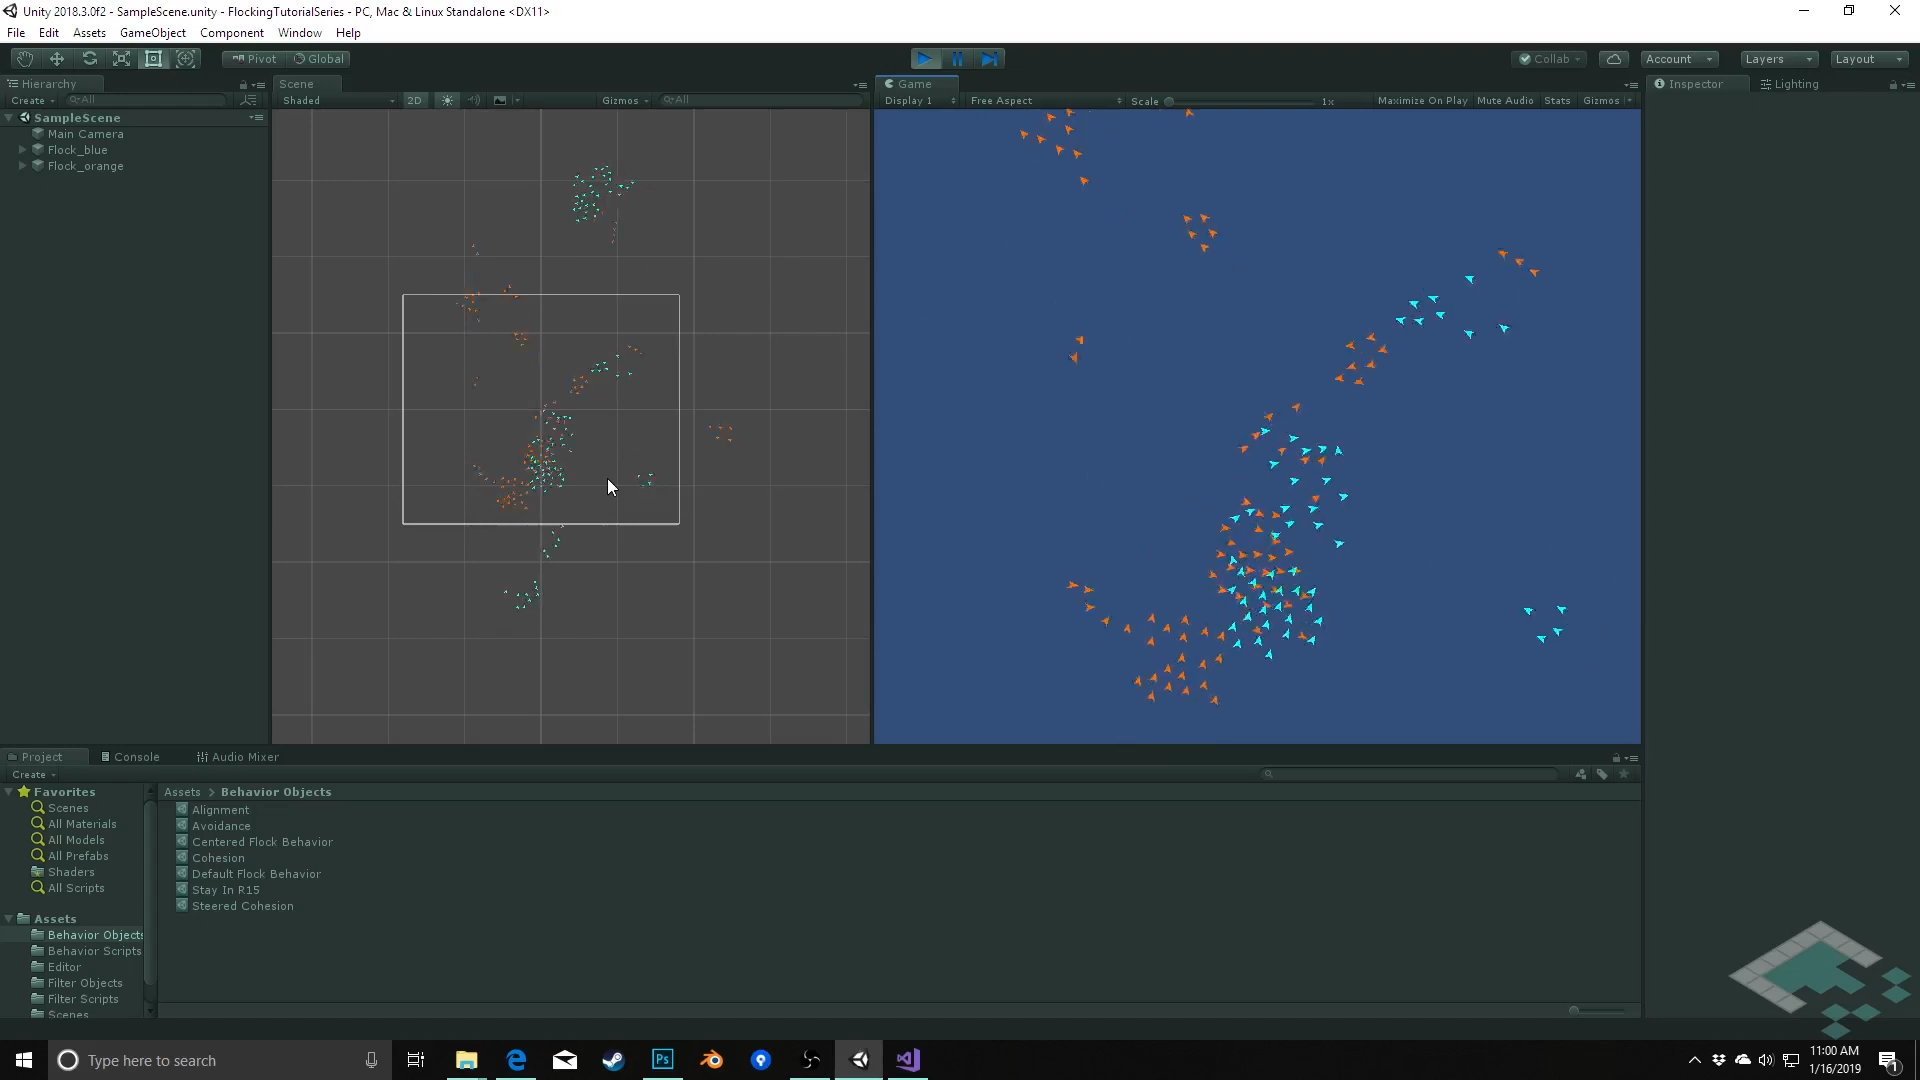 Unity 2018.3.0f2 - SampleScene.unity - FlockingTutorialSeries - PC, Mac & Linux Standalone <DX11>
File Edit Assets GameObject Component Window Help
Pivot Global Collab Account Layers Layout
Hierarchy Scene Game Inspector Lighting
Create All Shaded 2D Gizmos All Display 1 Free Aspect Scale 1x Maximize On Play Mute Audio Stats Gizmos
SampleScene
Main Camera
Flock_blue
Flock_orange
Project Console Audio Mixer
Create
Favorites
Scenes
All Materials
All Models
All Prefabs
Shaders
All Scripts
Assets
Behavior Objects
Behavior Scripts
Editor
Filter Objects
Filter Scripts
Scenes
Assets > Behavior Objects
Alignment
Avoidance
Centered Flock Behavior
Cohesion
Default Flock Behavior
Stay In R15
Steered Cohesion
Type here to search
Ps
11:00 AM
1/16/2019
1